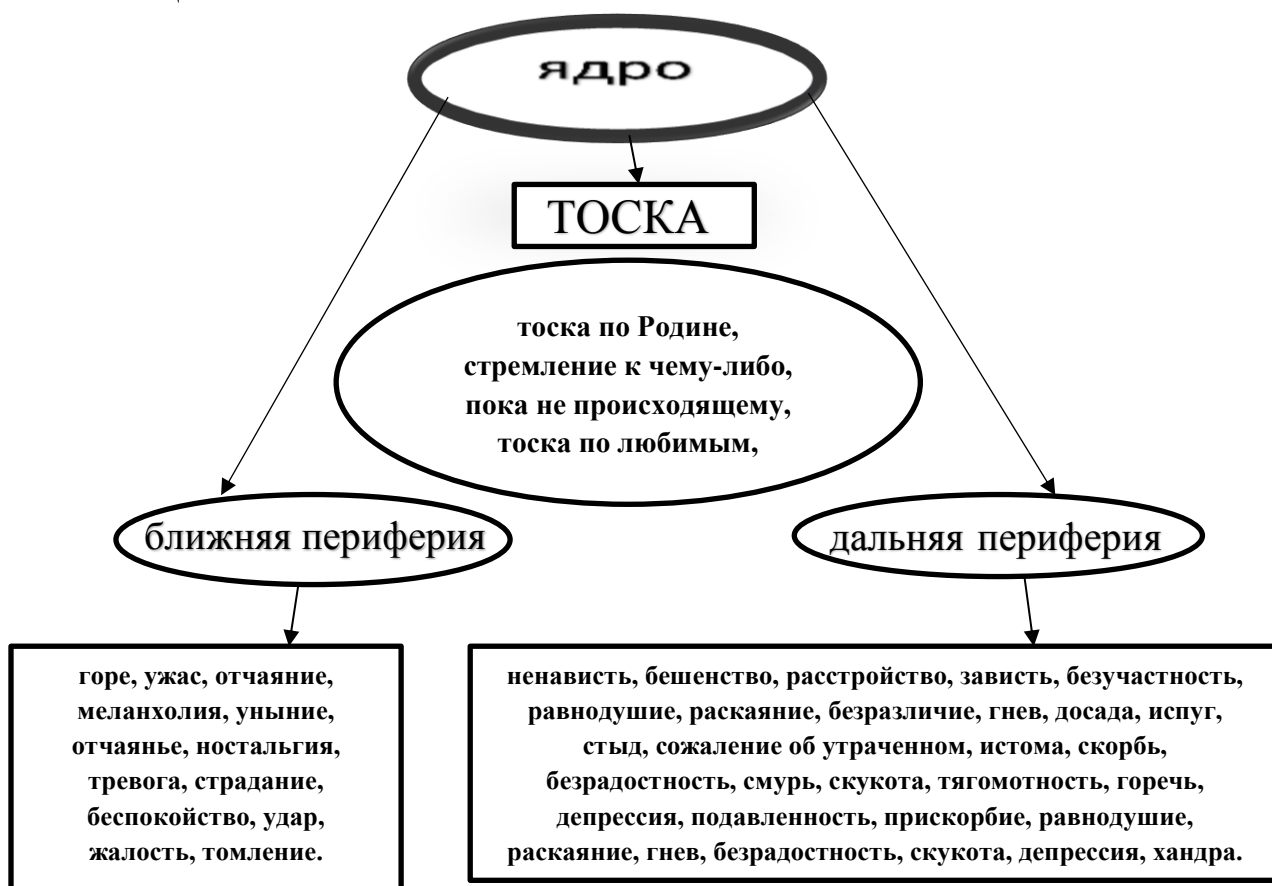 ядро
ТОСКА
тоска по Родине,
стремление к чему-либо,
пока не происходящему,
тоска по любимым,
ближняя периферия
дальняя периферия
горе, ужас, отчаяние,
меланхолия, уныние,
отчаянье, ностальгия,
тревога, страдание,
беспокойство, удар,
жалость, томление.
ненависть, бешенство, расстройство, зависть, безучастность,
равнодушие, раскаяние, безразличие, гнев, досада, испуг,
стыд, сожаление об утраченном, истома, скорбь,
безрадостность, смурь, скукота, тягомотность, горечь,
депрессия, подавленность, прискорбие, равнодушие,
раскаяние, гнев, безрадостность, скукота, депрессия, хандра.